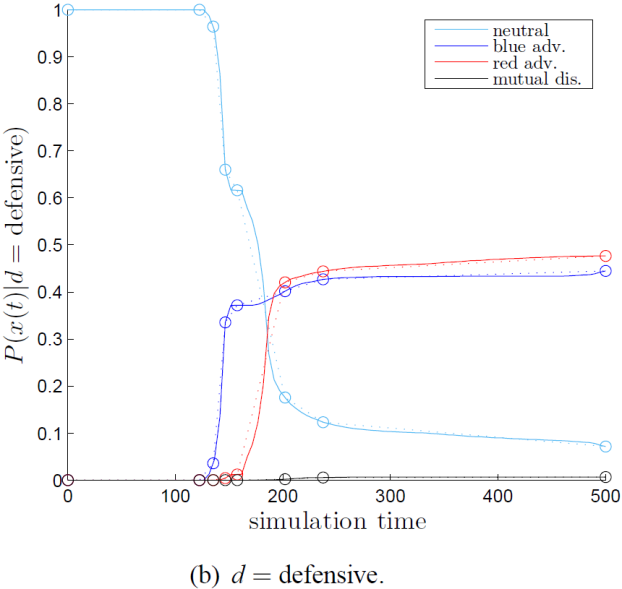 1
0.9
0.8
0.7
0.6
0.5
0.4
0.3
0.2
0.1
0
P(x(t)|d = defensive)
neutral
blue adv.
red adv.
mutual dis.
0 100 200 300 400 500
simulation time
(b) d = defensive.